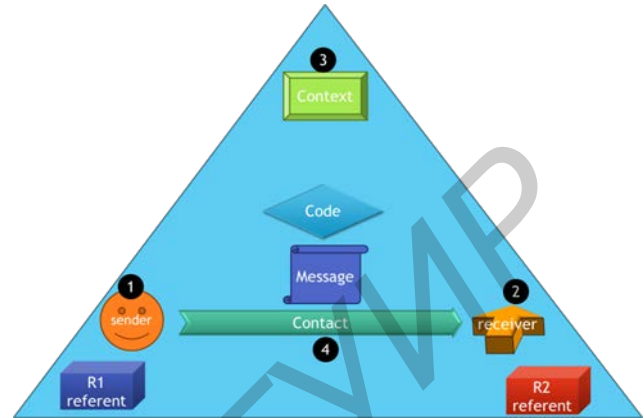 3
Context
Code
Message
1
sender
2
receiver
Contact
4
R1
referent
R2
referent